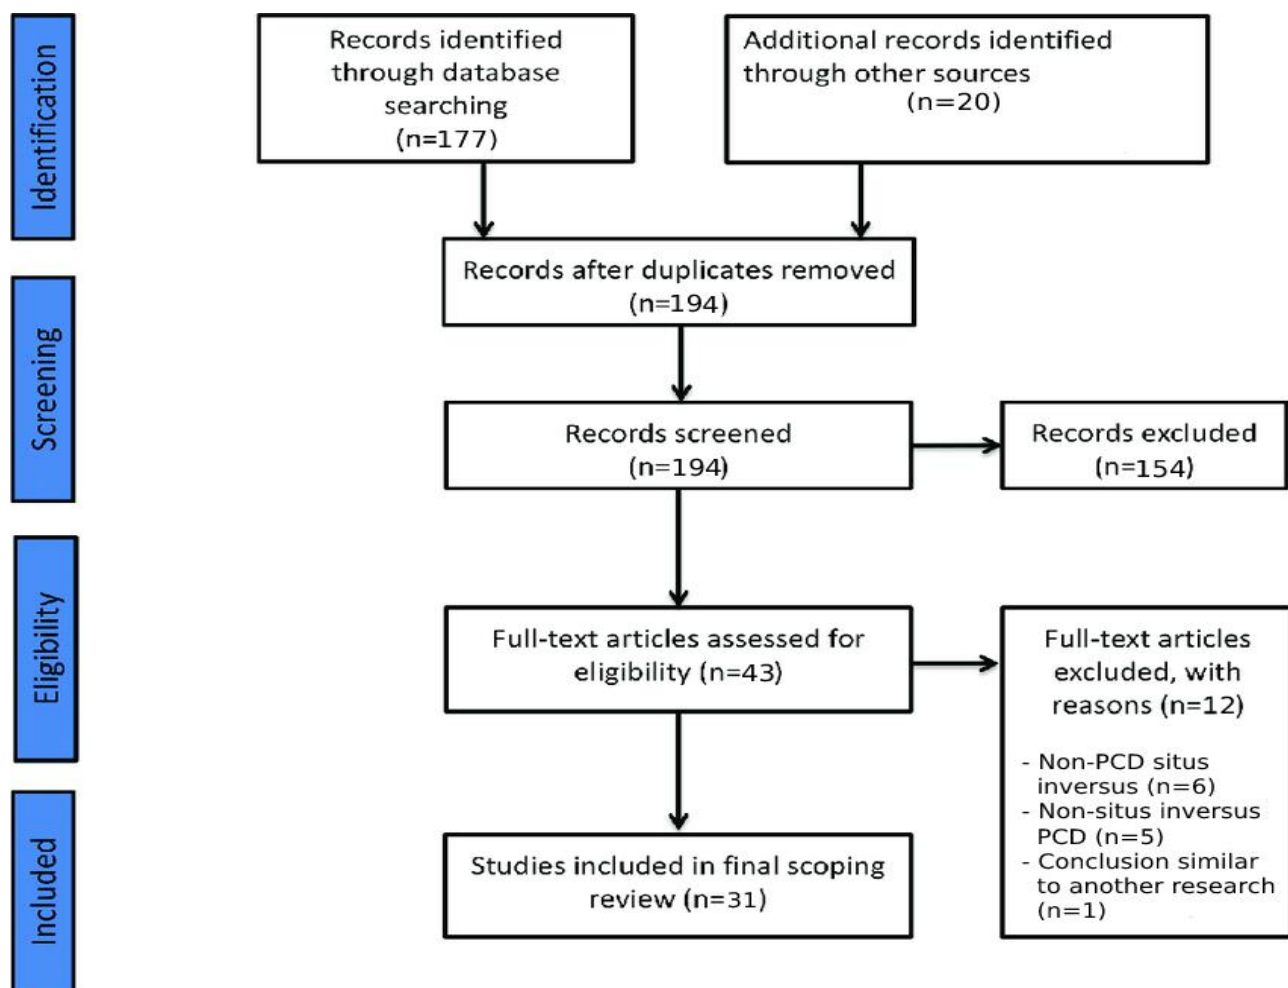 Identification
Records identified
through database
searching
(n=177)
Additional records identified
through other sources
(n=20)
Records after duplicates removed
(n=194)
Screening
Records screened
(n=194)
Records excluded
(n=154)
Eligibility
Full-text articles assessed for
eligibility (n=43)
Full-text articles
excluded, with
reasons (n=12)
- Non-PCD situs
inversus (n=6)
- Non-situs inversus
PCD (n=5)
- Conclusion similar
to another research
(n=1)
Included
Studies included in final scoping
review (n=31)